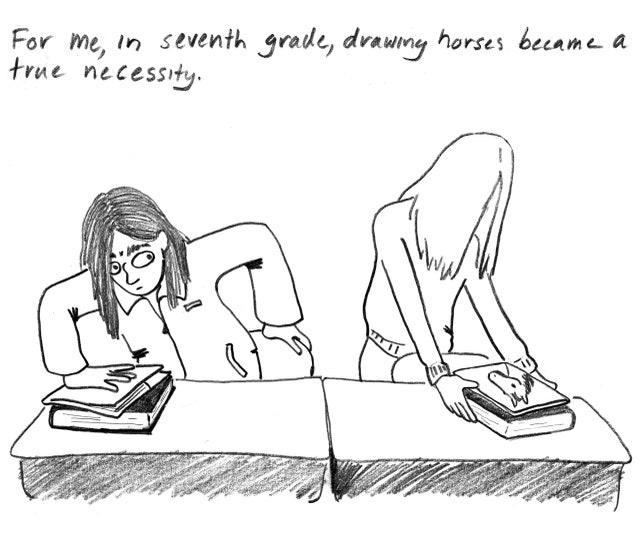 For me, in seventh grade, drawing horses became a
true necessity.